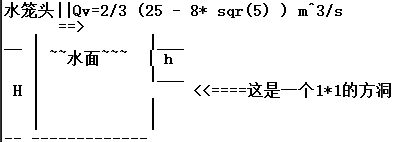 水笼头||Qv=2/3 (25 - 8* sqr(5) ) m^3/s
==>
~~水面~~~ h
H <<====这是一个1*1的方洞